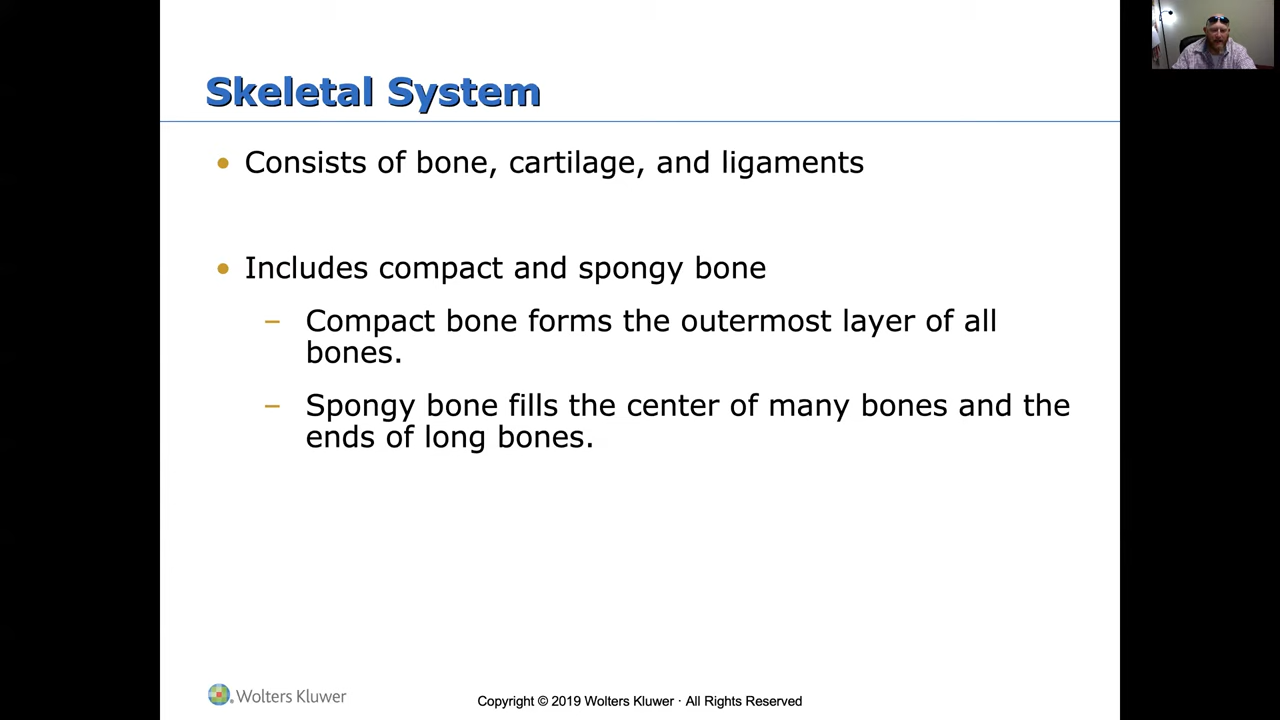 Skeletal System
• Consists of bone, cartilage, and ligaments
• Includes compact and spongy bone
– Compact bone forms the outermost layer of all
bones.
– Spongy bone fills the center of many bones and the
ends of long bones.
Wolters Kluwer
Copyright © 2019 Wolters Kluwer · All Rights Reserved